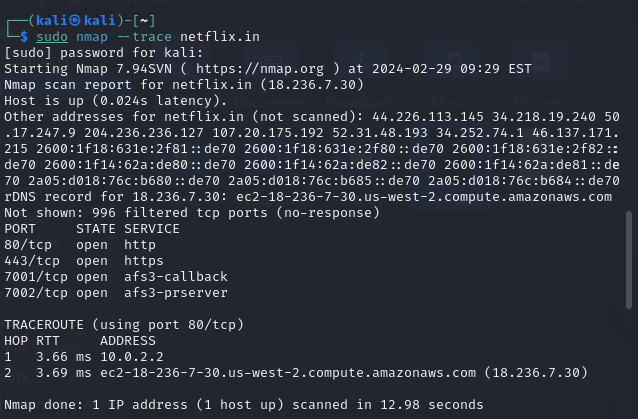 ┌──(kali㉿kali)-[~]
└─$ sudo nmap --trace netflix.in
[sudo] password for kali:
Starting Nmap 7.94SVN ( https://nmap.org ) at 2024-02-29 09:29 EST
Nmap scan report for netflix.in (18.236.7.30)
Host is up (0.024s latency).
Other addresses for netflix.in (not scanned): 44.226.113.145 34.218.19.240 50
.17.247.9 204.236.236.127 107.20.175.192 52.31.48.193 34.252.74.1 46.137.171.
215 2600:1f18:631e:2f81::de70 2600:1f18:631e:2f80::de70 2600:1f18:631e:2f82::
de70 2600:1f14:62a:de80::de70 2600:1f14:62a:de82::de70 2600:1f14:62a:de81::de
70 2a05:d018:76c:b680::de70 2a05:d018:76c:b685::de70 2a05:d018:76c:b684::de70
rDNS record for 18.236.7.30: ec2-18-236-7-30.us-west-2.compute.amazonaws.com
Not shown: 996 filtered tcp ports (no-response)
PORT     STATE SERVICE
80/tcp   open  http
443/tcp  open  https
7001/tcp open  afs3-callback
7002/tcp open  afs3-prserver
TRACEROUTE (using port 80/tcp)
HOP RTT     ADDRESS
1   3.66 ms 10.0.2.2
2   3.69 ms ec2-18-236-7-30.us-west-2.compute.amazonaws.com (18.236.7.30)
Nmap done: 1 IP address (1 host up) scanned in 12.98 seconds